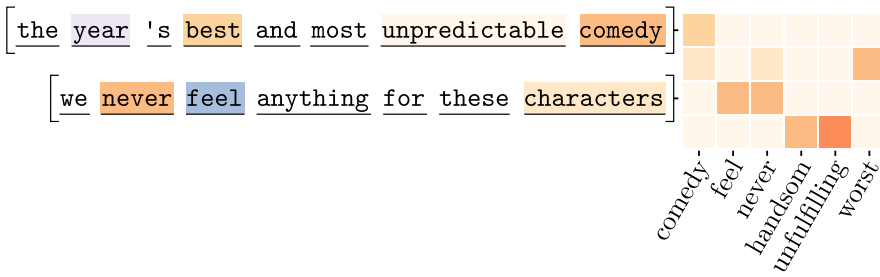 [the year 's best and most unpredictable comedy]
[we never feel anything for these characters]
comedy
feel
never
handsom
unfulfilling
worst